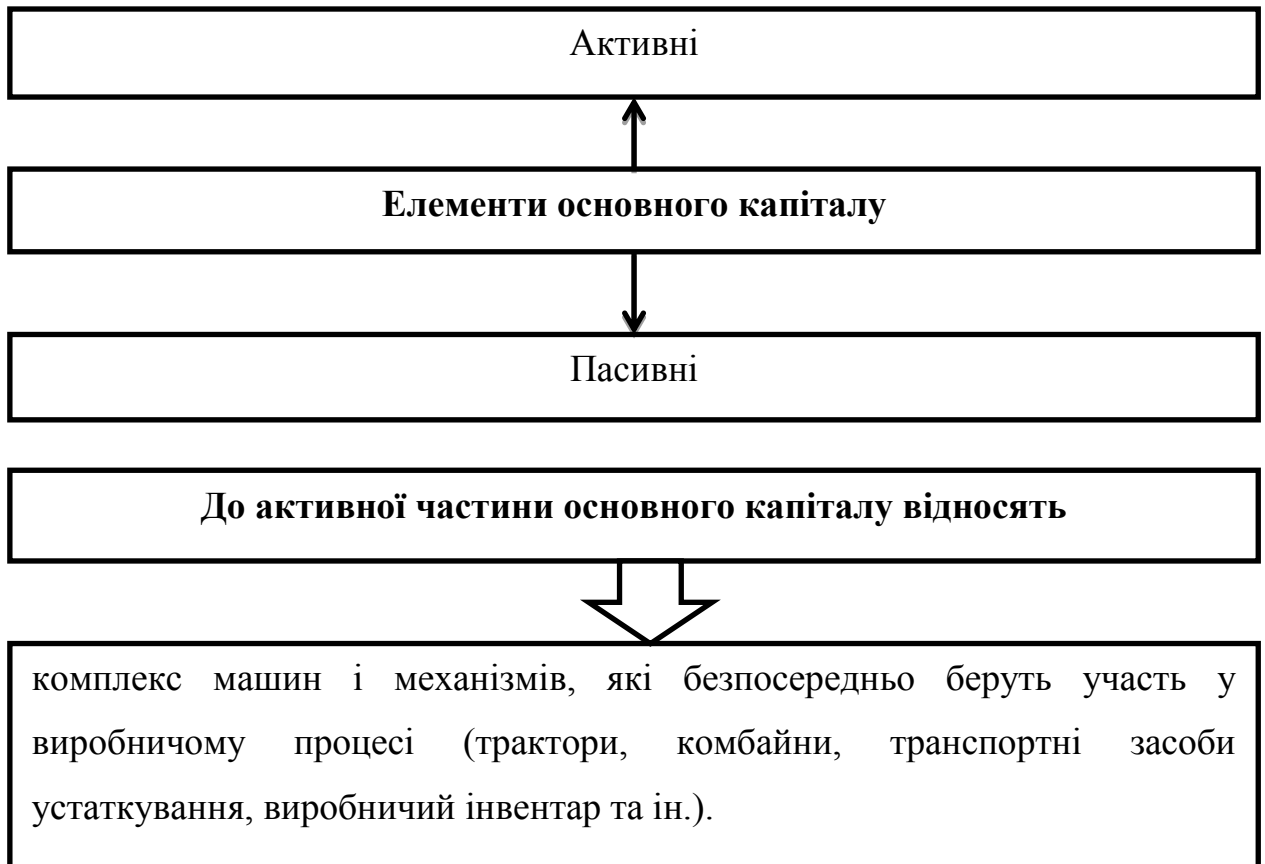 Активні
Елементи основного капіталу
Пасивні
До активної частини основного капіталу відносять
комплекс машин і механізмів, які безпосередньо беруть участь у
виробничому процесі (трактори, комбайни, транспортні засоби
устаткування, виробничий інвентар та ін.).